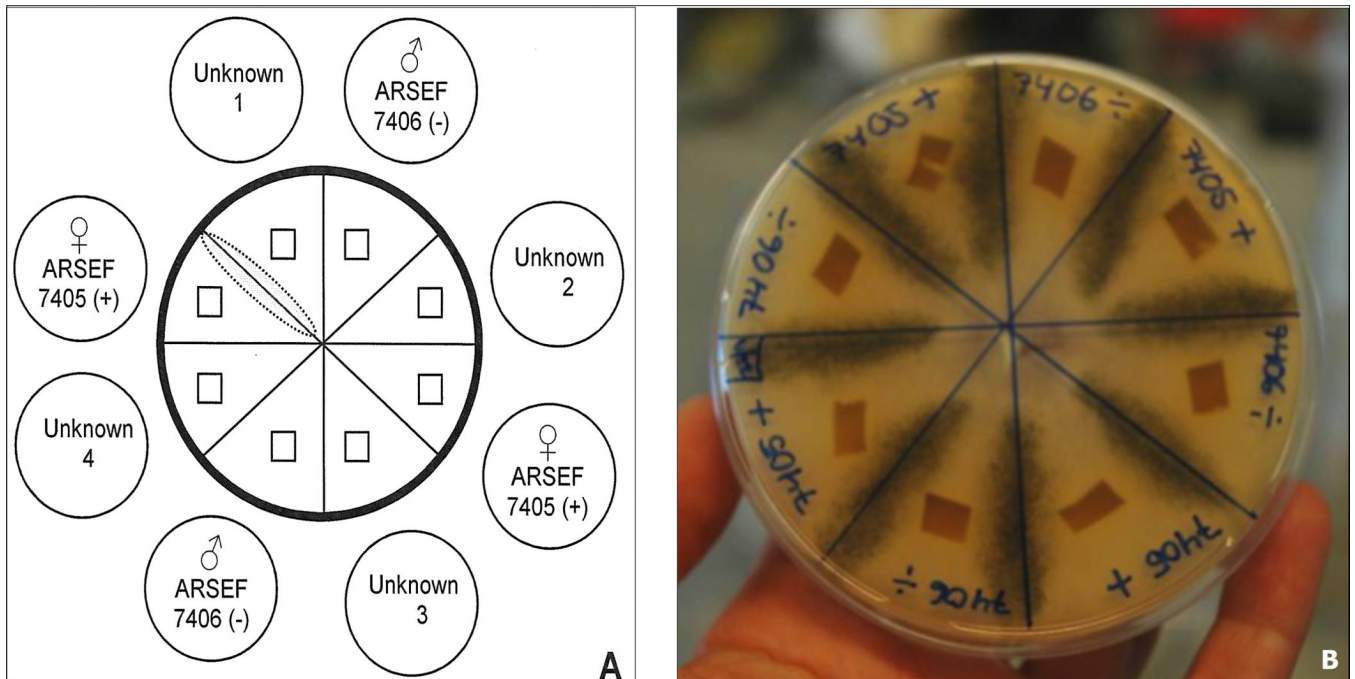 Unknown
1
♂
ARSEF
7406 (-)
♀
ARSEF
7405 (+)
Unknown
2
Unknown
4
♀
ARSEF
7405 (+)
♂
ARSEF
7406 (-)
Unknown
3
A
7405 +
7406 ÷
7405 +
7406 ÷
7405 +
7406 ÷
7405 +
7406 ÷
B